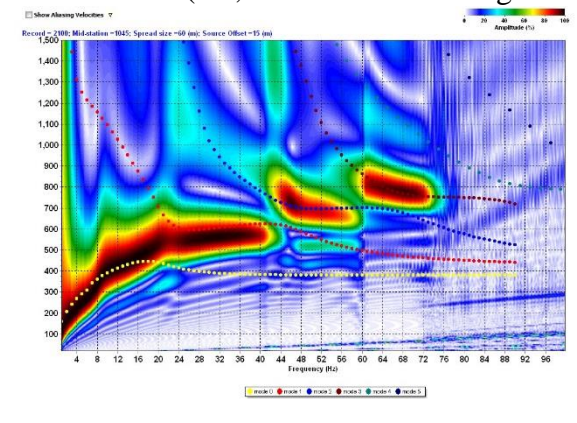 Show Aliasing Velocities
0 20 40 60 80 100
Amplitude (%)
Record = 2100; Mid-station =1045; Spread size =60 (m); Source Offset =15 (m)
1,500
1,400
1,300
1,200
1,100
1,000
900
800
700
600
500
400
300
200
100
4 8 12 16 20 24 28 32 36 40 44 48 52 56 60 64 68 72 76 80 84 88 92 96
Frequency (Hz)
mode 0 mode 1 mode 2 mode 3 mode 4 mode 5